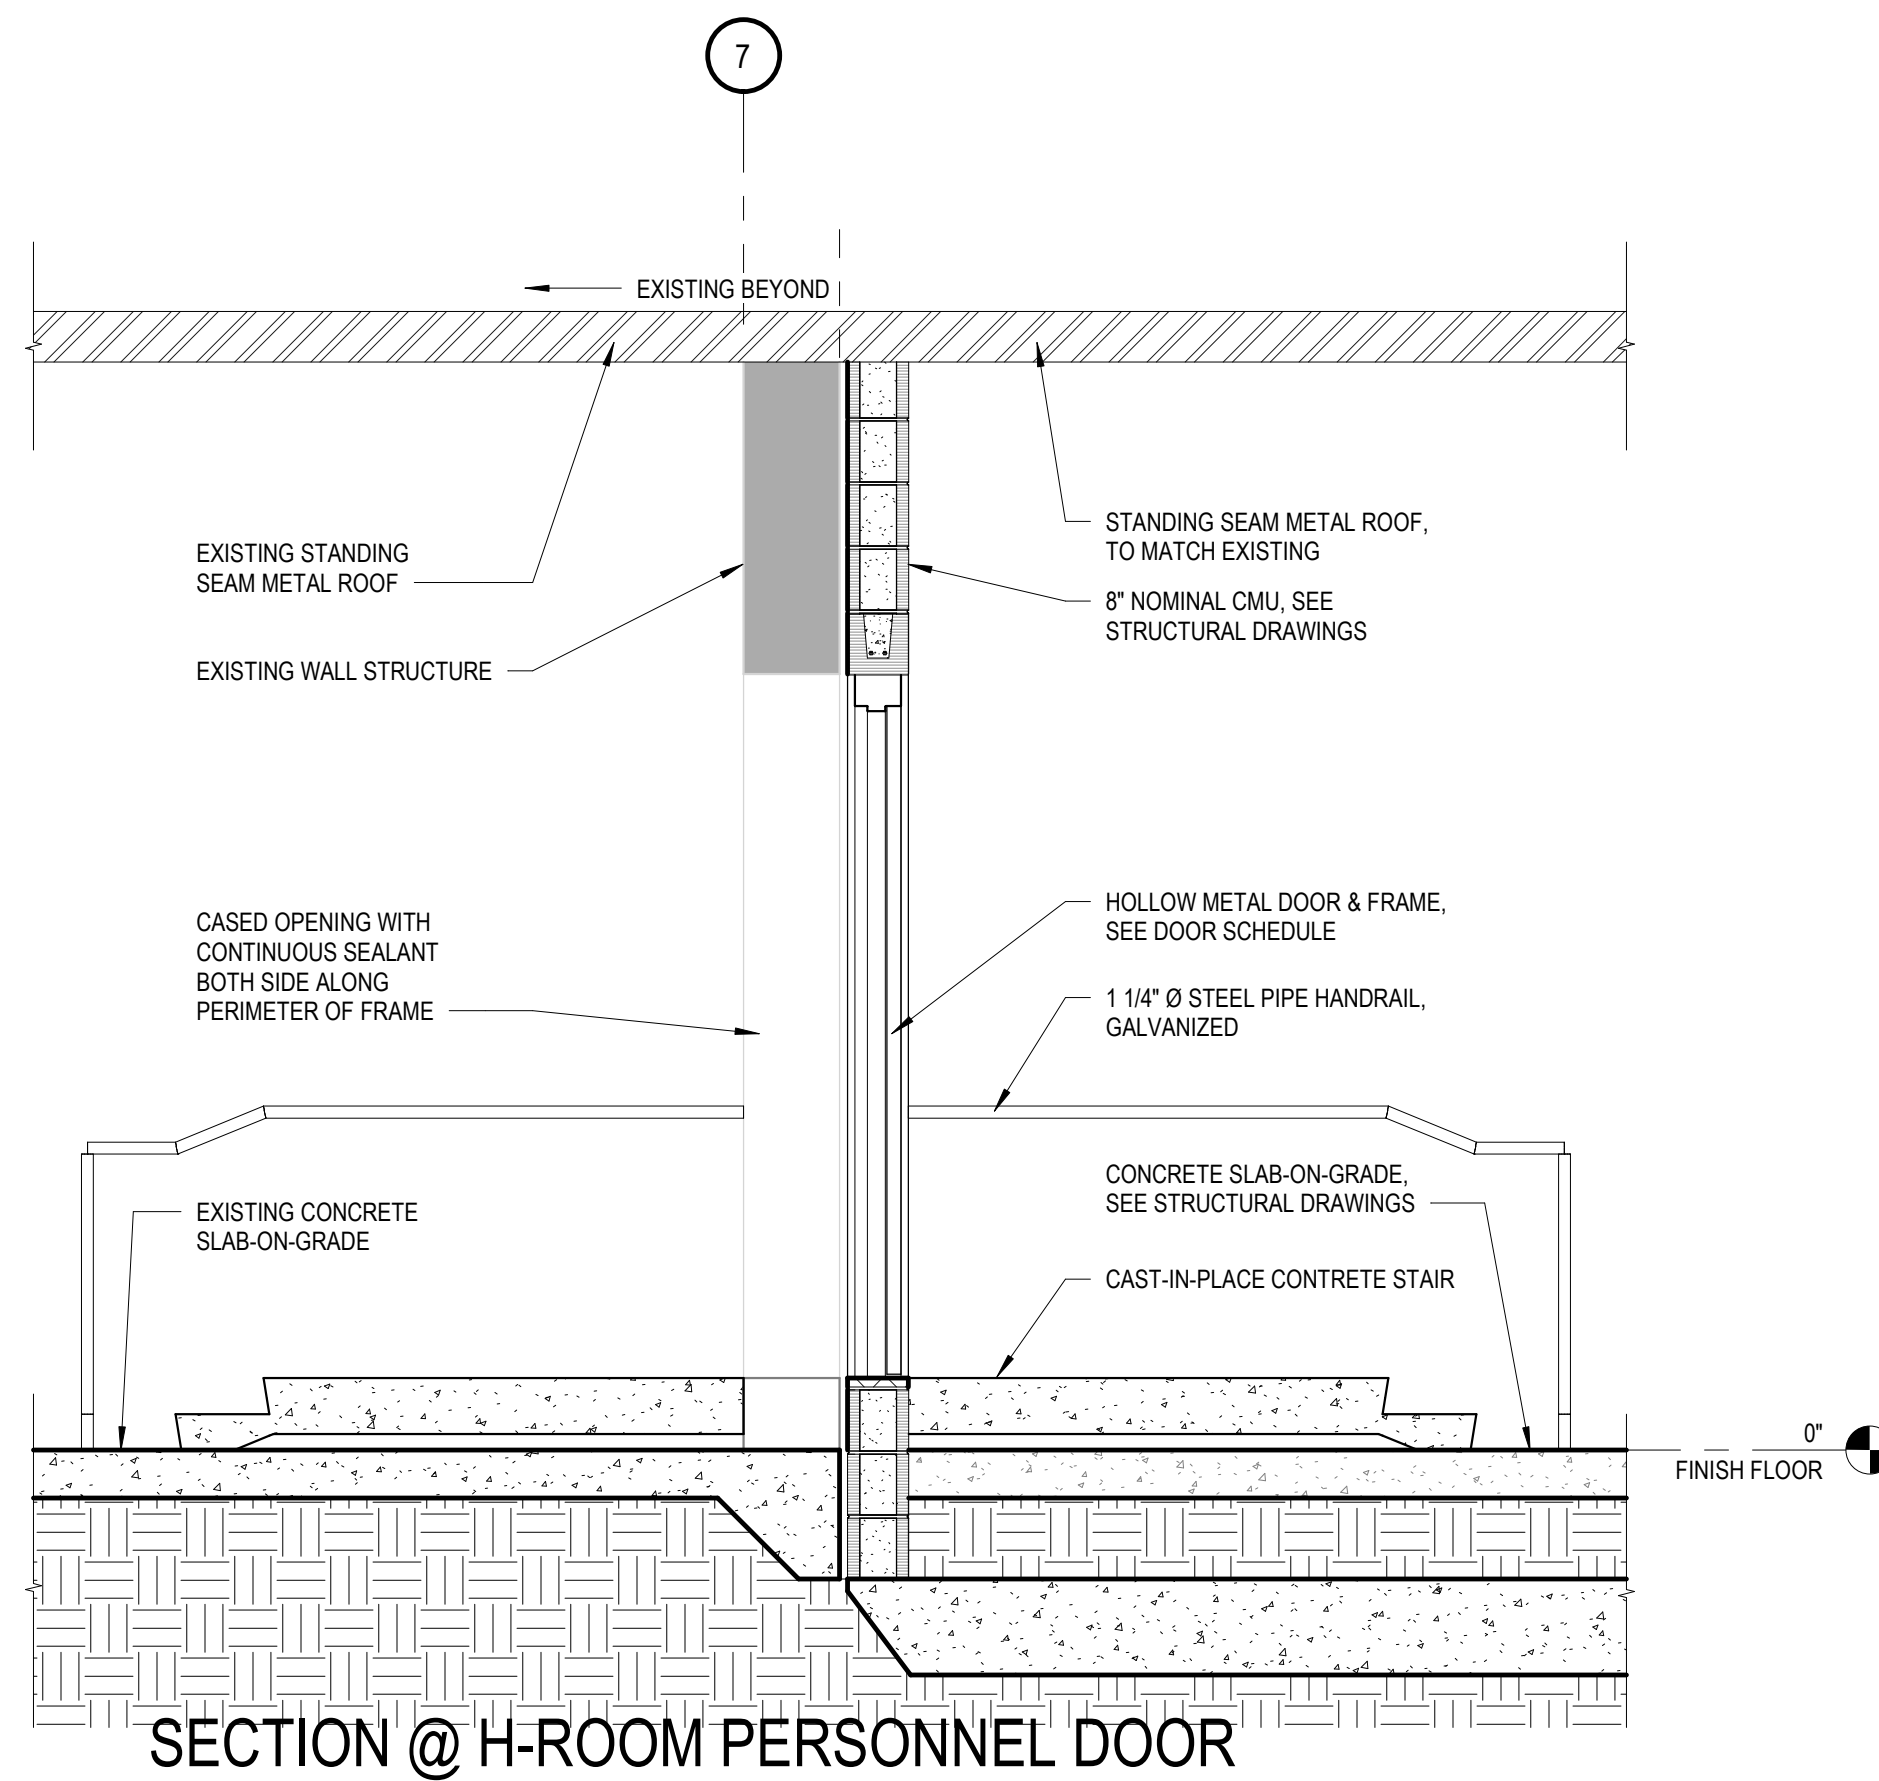 7
EXISTING BEYOND
EXISTING STANDING
SEAM METAL ROOF
EXISTING WALL STRUCTURE
STANDING SEAM METAL ROOF,
TO MATCH EXISTING
8" NOMINAL CMU, SEE
STRUCTURAL DRAWINGS
CASED OPENING WITH
CONTINUOUS SEALANT
BOTH SIDE ALONG
PERIMETER OF FRAME
HOLLOW METAL DOOR & FRAME,
SEE DOOR SCHEDULE
1 1/4" Ø STEEL PIPE HANDRAIL,
GALVANIZED
EXISTING CONCRETE
SLAB-ON-GRADE
CONCRETE SLAB-ON-GRADE,
SEE STRUCTURAL DRAWINGS
CAST-IN-PLACE CONTRETE STAIR
0"
FINISH FLOOR
SECTION @ H-ROOM PERSONNEL DOOR